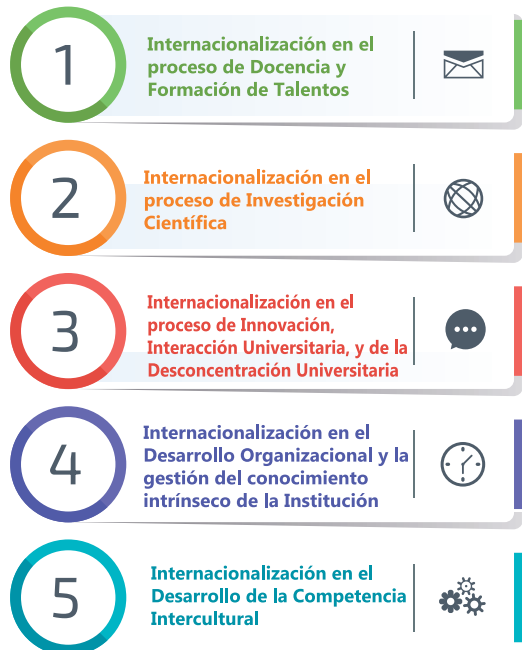 1
Internacionalización en el
proceso de Docencia y
Formación de Talentos
2
Internacionalización en el
proceso de Investigación
Científica
3
Internacionalización en el
proceso de Innovación,
Interacción Universitaria, y de la
Desconcentración Universitaria
4
Internacionalización en el
Desarrollo Organizacional y la
gestión del conocimiento
intrínseco de la Institución
5
Internacionalización en el
Desarrollo de la Competencia
Intercultural